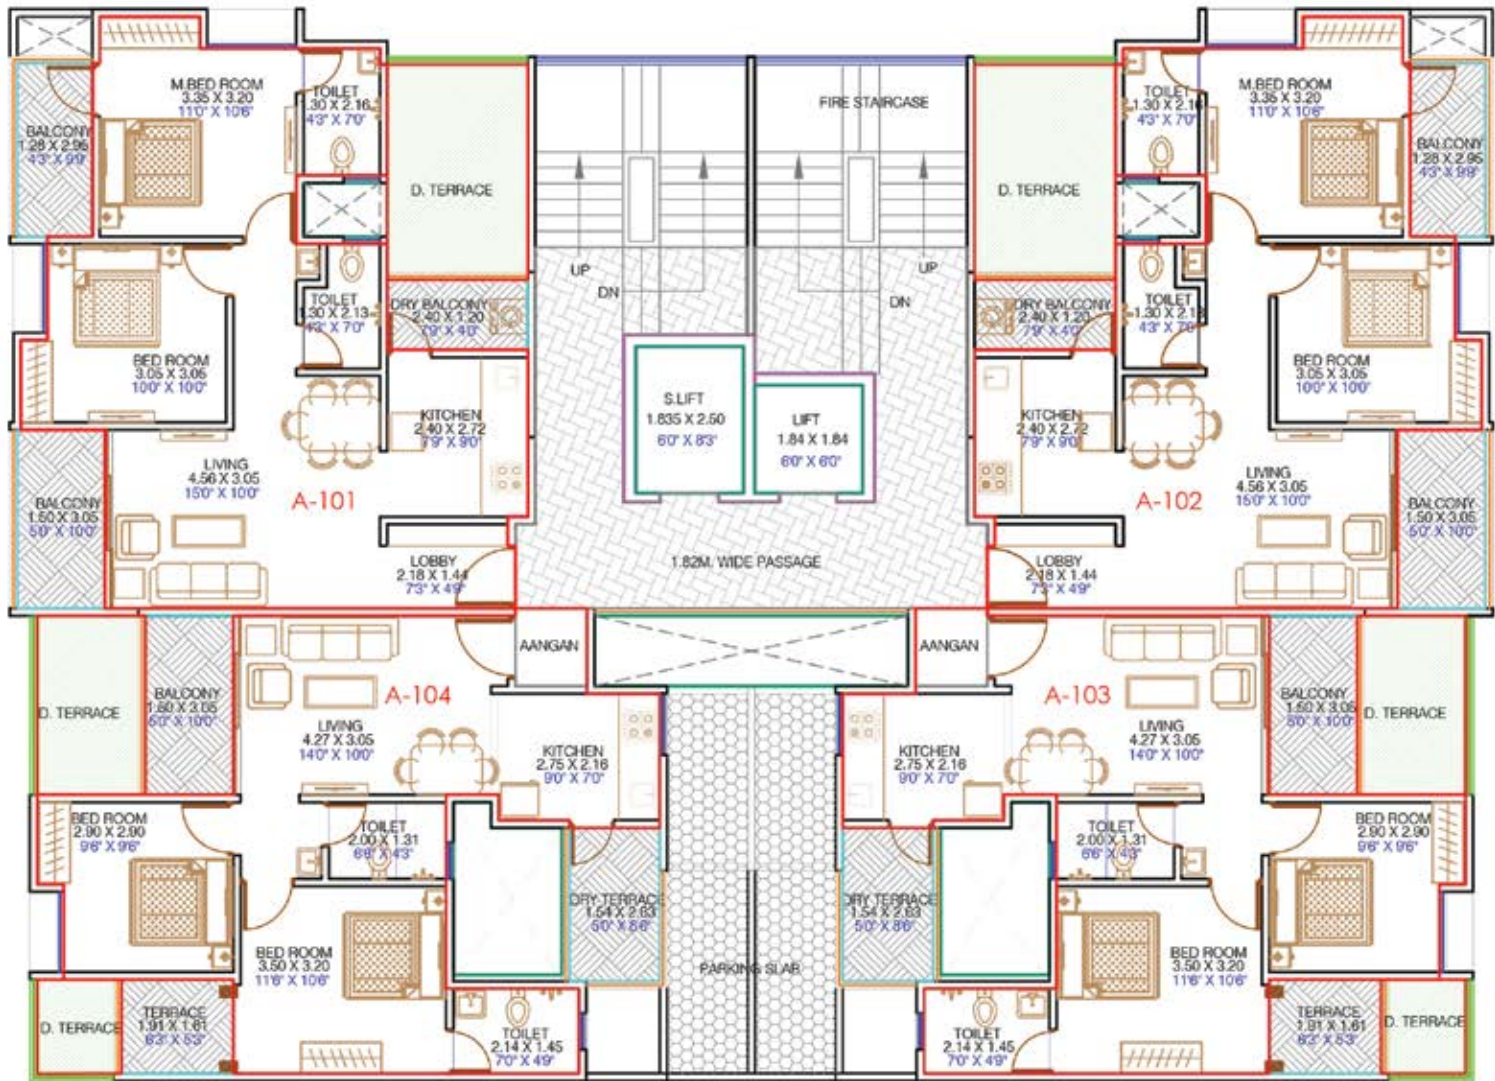 M.BED ROOM
3.35 X 3.20
11'0" X 10'6"
TOILET
1.30 X 2.16
4'3" X 7'0"
BALCONY
1.28 X 2.95
4'3" X 9'9"
D. TERRACE
FIRE STAIRCASE
D. TERRACE
TOILET
1.30 X 2.16
4'3" X 7'0"
M.BED ROOM
3.35 X 3.20
11'0" X 10'6"
BALCONY
1.28 X 2.95
4'3" X 9'9"
UP
DN
UP
DN
TOILET
1.30 X 2.13
4'3" X 7'0"
DRY BALCONY
2.40 X 1.20
7'9" X 4'0"
DRY BALCONY
2.40 X 1.20
7'9" X 4'0"
TOILET
1.30 X 2.13
4'3" X 7'0"
BED ROOM
3.05 X 3.05
10'0" X 10'0"
BED ROOM
3.05 X 3.05
10'0" X 10'0"
S.LIFT
1.835 X 2.50
6'0" X 8'3"
LIFT
1.84 X 1.84
6'0" X 6'0"
KITCHEN
2.40 X 2.72
7'9" X 9'0"
KITCHEN
2.40 X 2.72
7'9" X 9'0"
LIVING
4.56 X 3.05
15'0" X 10'0"
A-101
A-102
LIVING
4.56 X 3.05
15'0" X 10'0"
BALCONY
1.50 X 3.05
5'0" X 10'0"
BALCONY
1.50 X 3.05
5'0" X 10'0"
LOBBY
2.18 X 1.44
7'3" X 4'9"
1.82M. WIDE PASSAGE
LOBBY
2.18 X 1.44
7'3" X 4'9"
AANGAN
AANGAN
D. TERRACE
BALCONY
1.50 X 3.05
5'0" X 10'0"
A-104
LIVING
4.27 X 3.05
14'0" X 10'0"
KITCHEN
2.75 X 2.16
9'0" X 7'0"
KITCHEN
2.75 X 2.16
9'0" X 7'0"
A-103
LIVING
4.27 X 3.05
14'0" X 10'0"
BALCONY
1.50 X 3.05
5'0" X 10'0"
D. TERRACE
BED ROOM
2.90 X 2.90
9'6" X 9'6"
TOILET
2.00 X 1.31
6'6" X 4'3"
TOILET
2.00 X 1.31
6'6" X 4'3"
BED ROOM
2.90 X 2.90
9'6" X 9'6"
DRY TERRACE
1.54 X 2.63
5'0" X 8'6"
DRY TERRACE
1.54 X 2.63
5'0" X 8'6"
BED ROOM
3.50 X 3.20
11'6" X 10'6"
PARKING SLAB
BED ROOM
3.50 X 3.20
11'6" X 10'6"
D. TERRACE
TERRACE
1.91 X 1.61
6'3" X 5'3"
TOILET
2.14 X 1.45
7'0" X 4'9"
TOILET
2.14 X 1.45
7'0" X 4'9"
TERRACE
1.91 X 1.61
6'3" X 5'3"
D. TERRACE